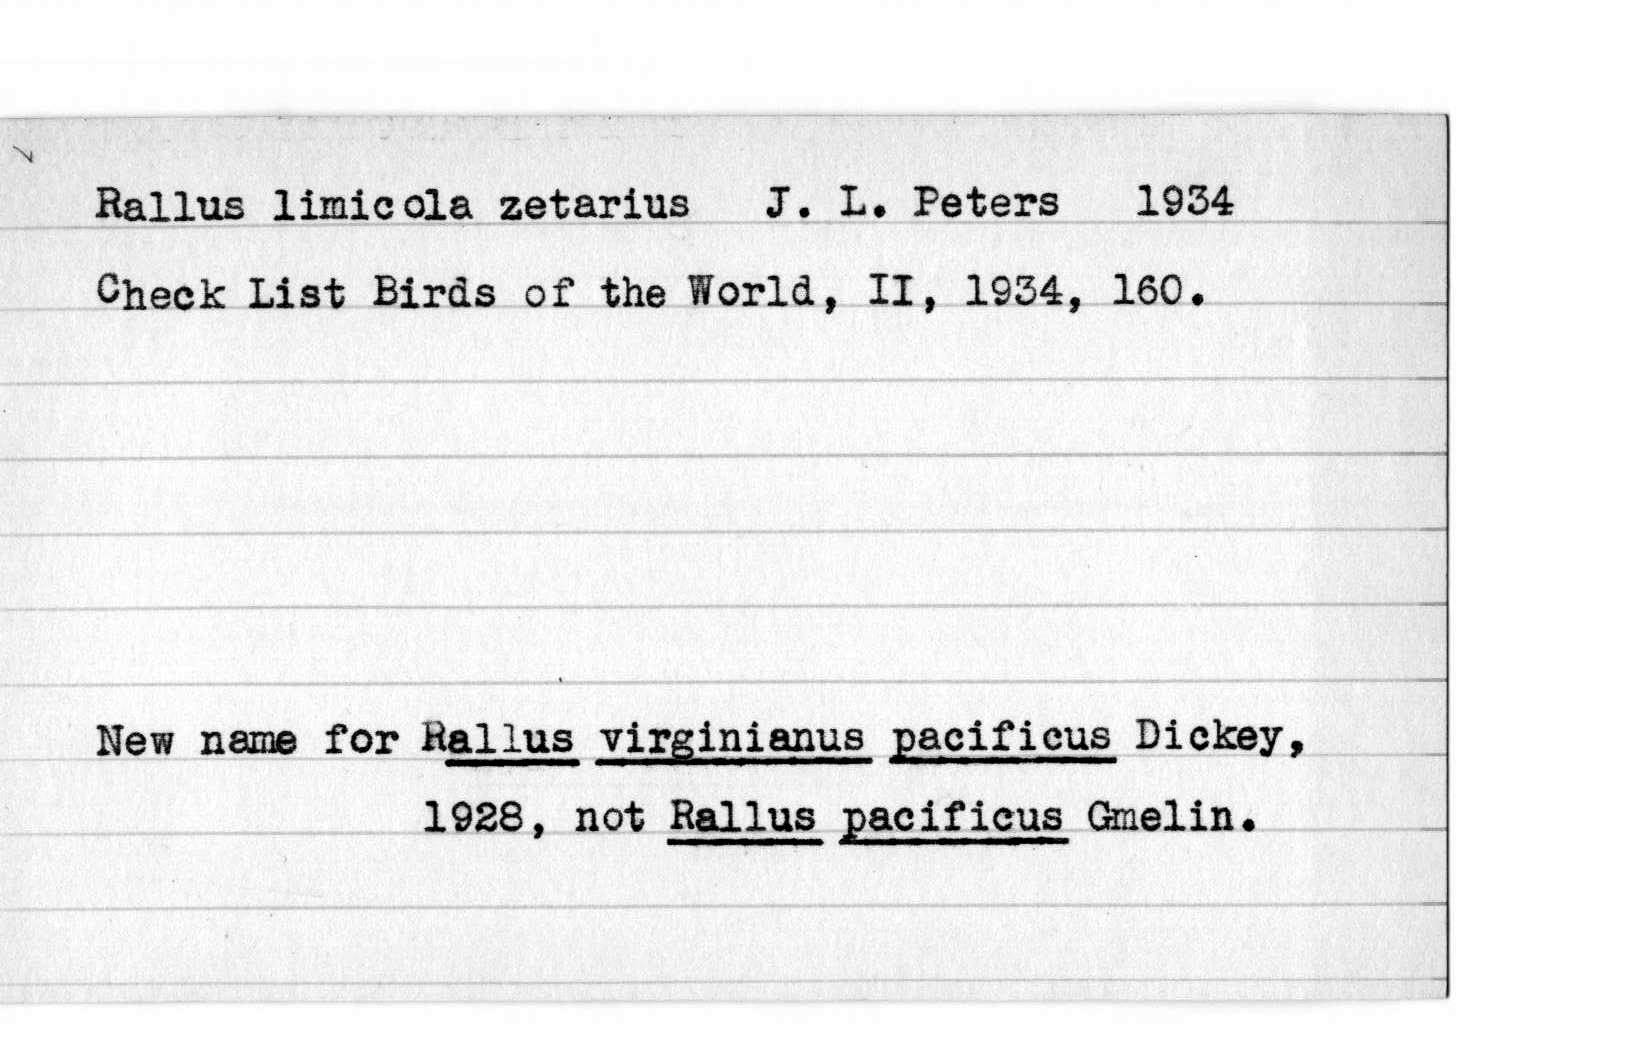 Rallus limicola zetarius J. L. Peters 1934
Check List Birds of the World, II, 1934, 160.
New name for Rallus virginianus pacificus Dickey,
1928, not Rallus pacificus Gmelin.